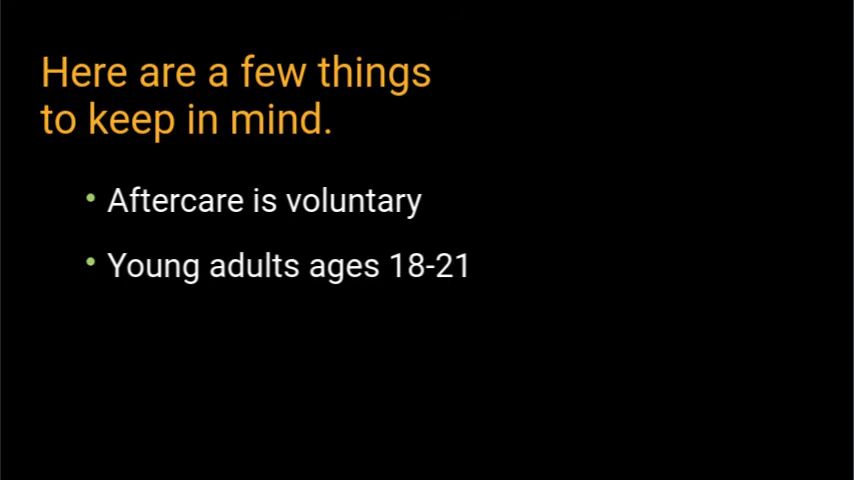 Here are a few things
to keep in mind.
• Aftercare is voluntary
• Young adults ages 18-21